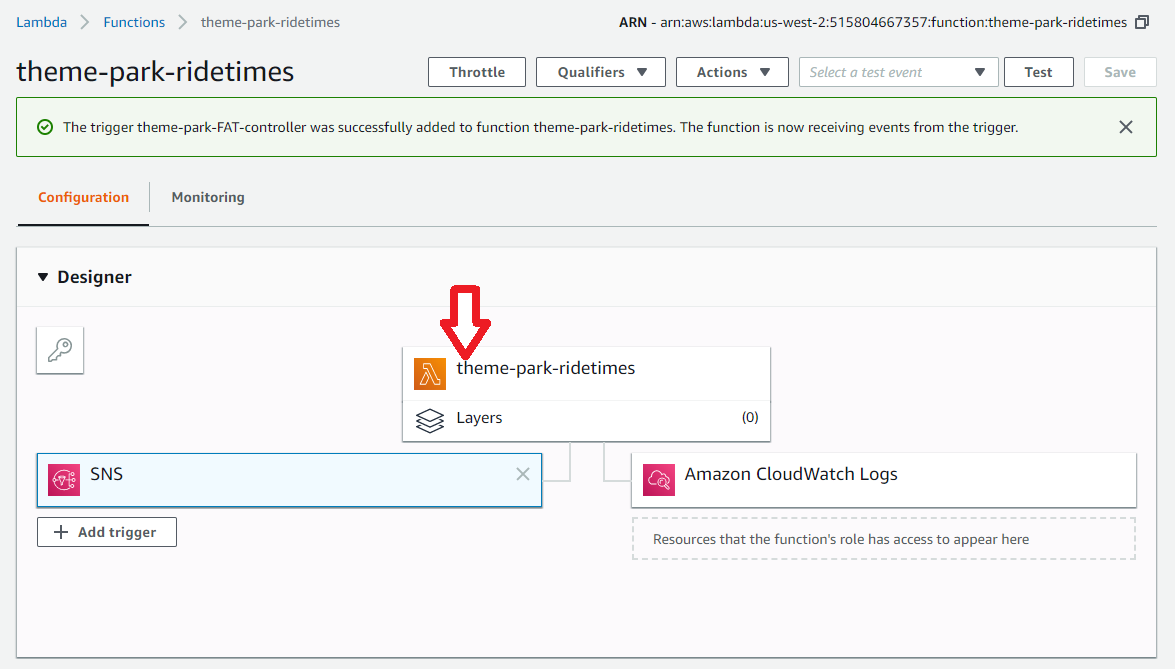 Lambda > Functions > theme-park-ridetimes ARN - arn:aws:lambda:us-west-2:515804667357:function:theme-park-ridetimes
theme-park-ridetimes Throttle Qualifiers Actions Select a test event Test Save
The trigger theme-park-FAT-controller was successfully added to function theme-park-ridetimes. The function is now receiving events from the trigger.
Configuration Monitoring
Designer
theme-park-ridetimes
Layers (0)
SNS Amazon CloudWatch Logs
+ Add trigger Resources that the function's role has access to appear here